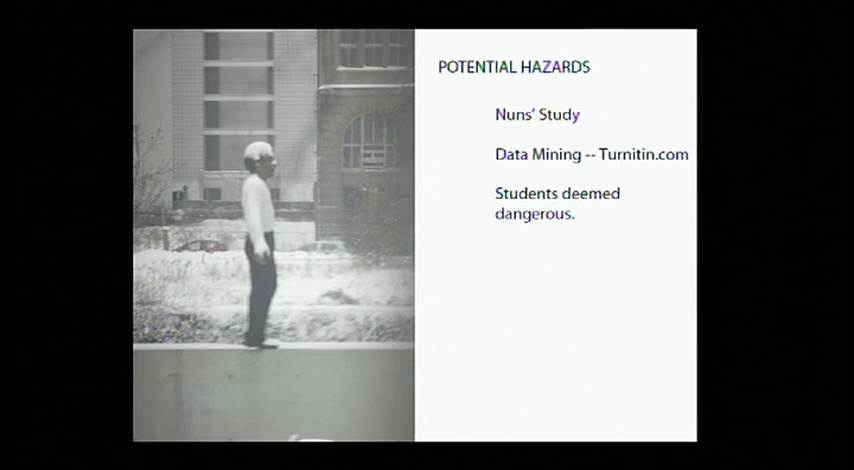 POTENTIAL HAZARDS
Nuns’ Study
Data Mining -- Turnitin.com
Students deemed
dangerous.